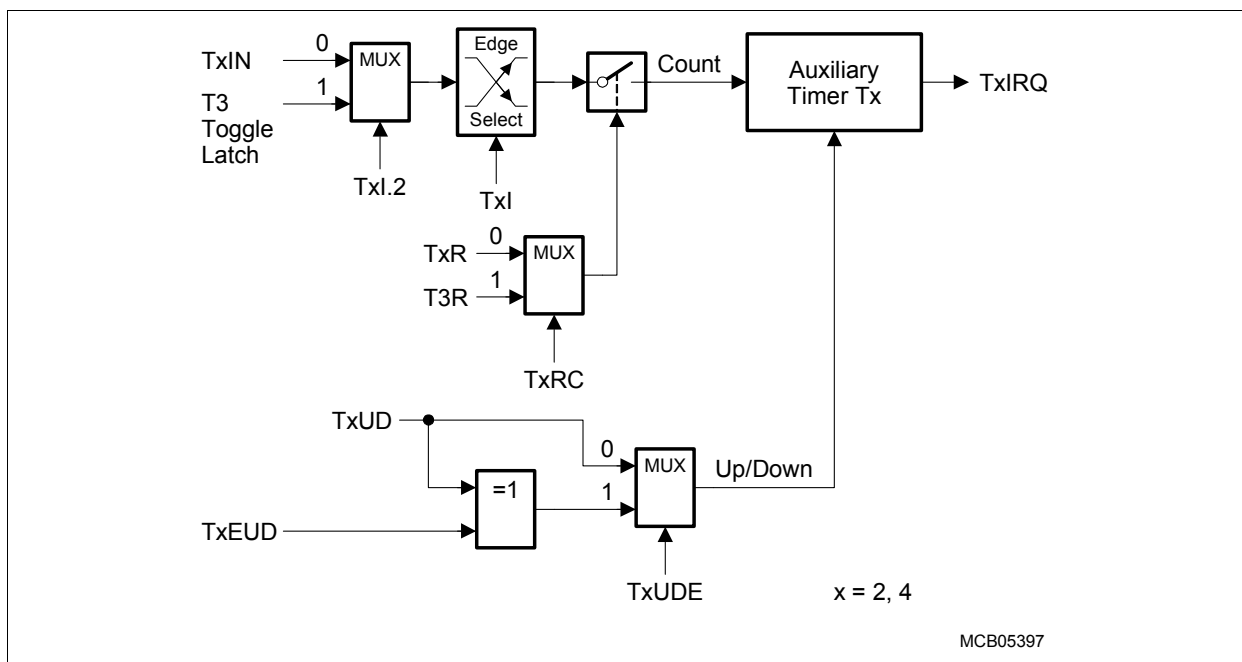 TxIN
0
MUX
Edge
Select
Count
Auxiliary
Timer Tx
TxIRQ
T3
Toggle
Latch
1
TxI.2
TxI
TxR
0
MUX
T3R
1
TxRC
TxUD
0
MUX
Up/Down
=1
1
TxEUD
TxUDE
x = 2, 4
MCB05397